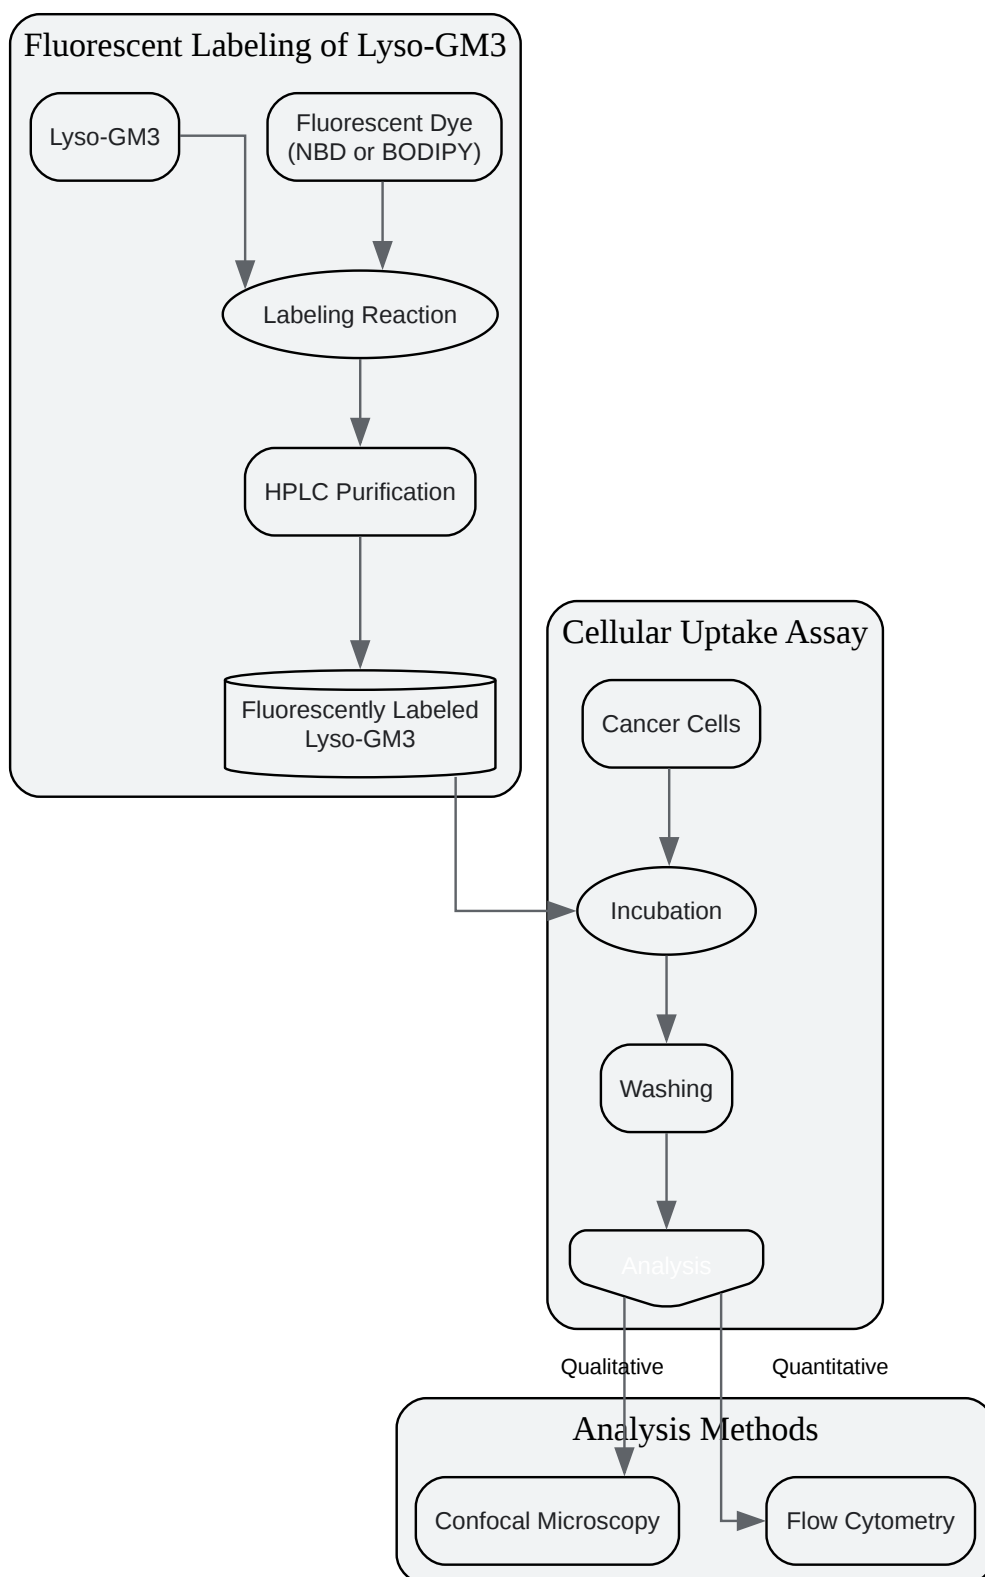 Fluorescent Labeling of Lyso-GM3
Lyso-GM3
Fluorescent Dye
(NBD or BODIPY)
Labeling Reaction
HPLC Purification
Fluorescently Labeled
Lyso-GM3
Cellular Uptake Assay
Cancer Cells
Incubation
Washing
Analysis
Qualitative
Quantitative
Analysis Methods
Confocal Microscopy
Flow Cytometry